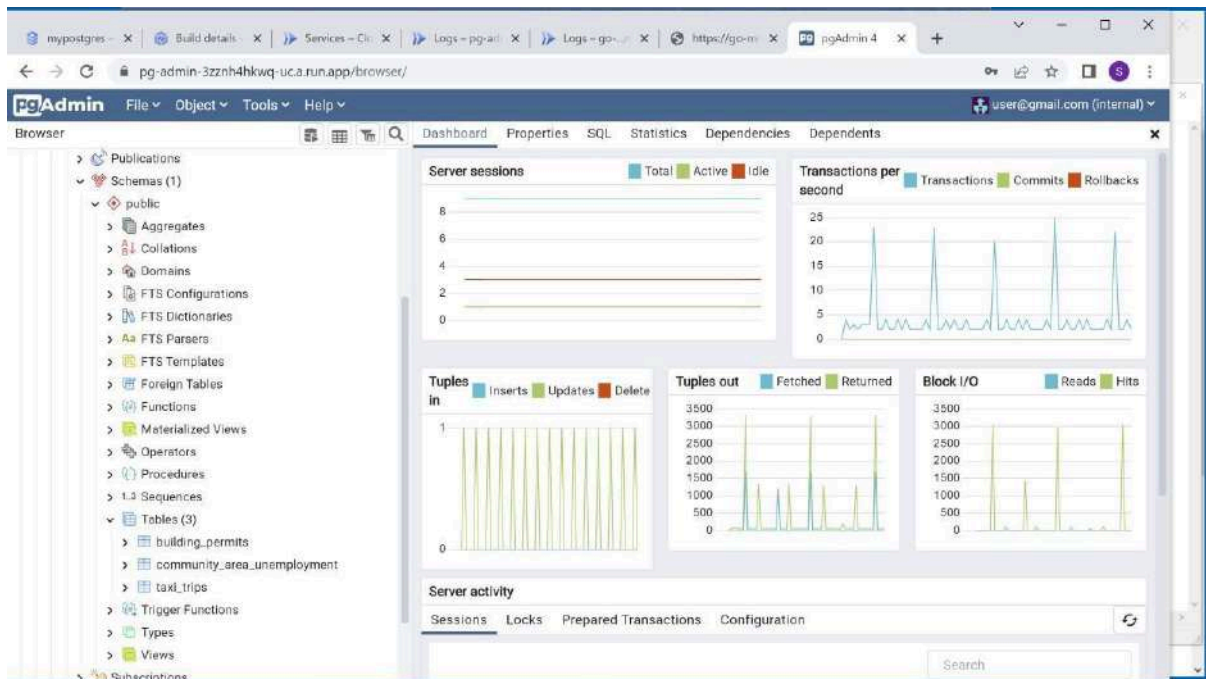 mypostgres - Build details - Services – Clo Logs – pg-ad Logs – go- https://go-m pgAdmin 4
pg-admin-3zznh4hkwq-uc.a.run.app/browser/
S
pgAdmin File Object Tools Help user@gmail.com (internal)
Browser
Dashboard Properties SQL Statistics Dependencies Dependents
Publications
Schemas (1)
public
Aggregates
Collations
Domains
FTS Configurations
FTS Dictionaries
Aa FTS Parsers
FTS Templates
Foreign Tables
Functions
Materialized Views
Operators
Procedures
1..3 Sequences
Tables (3)
building_permits
community_area_unemployment
taxi_trips
Trigger Functions
Types
Views
Subscriptions
Server sessions Total Active Idle
8
6
4
2
0
Transactions per second Transactions Commits Rollbacks
25
20
15
10
5
0
Tuples in Inserts Updates Delete
1
0
Tuples out Fetched Returned
3500
3000
2500
2000
1500
1000
500
0
Block I/O Reads Hits
3500
3000
2500
2000
1500
1000
500
0
Server activity
Sessions Locks Prepared Transactions Configuration
Search